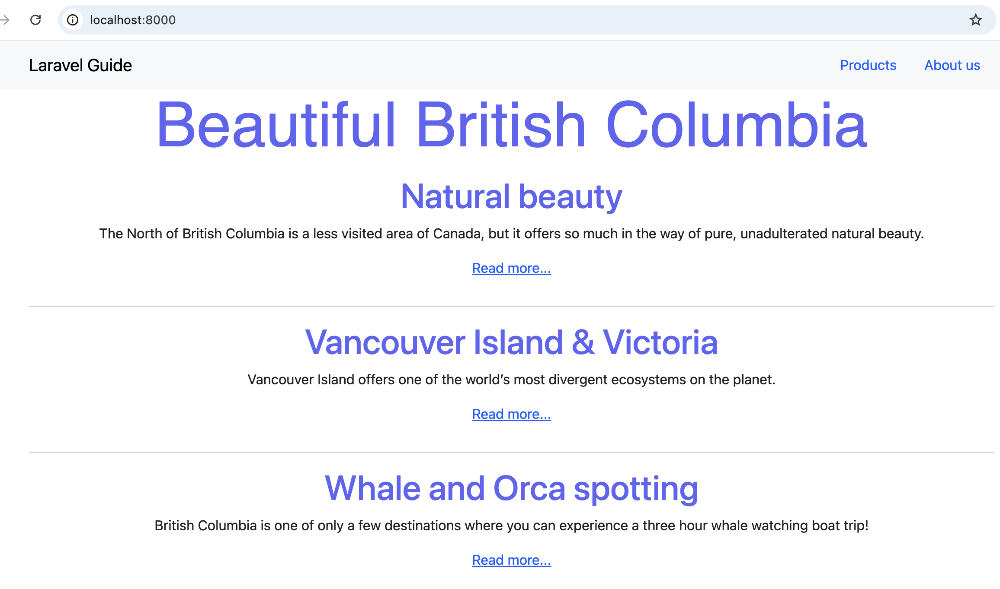 localhost:8000
Laravel Guide
Products
About us
Beautiful British Columbia
Natural beauty
The North of British Columbia is a less visited area of Canada, but it offers so much in the way of pure, unadulterated natural beauty.
Read more...
Vancouver Island & Victoria
Vancouver Island offers one of the world’s most divergent ecosystems on the planet.
Read more...
Whale and Orca spotting
British Columbia is one of only a few destinations where you can experience a three hour whale watching boat trip!
Read more...